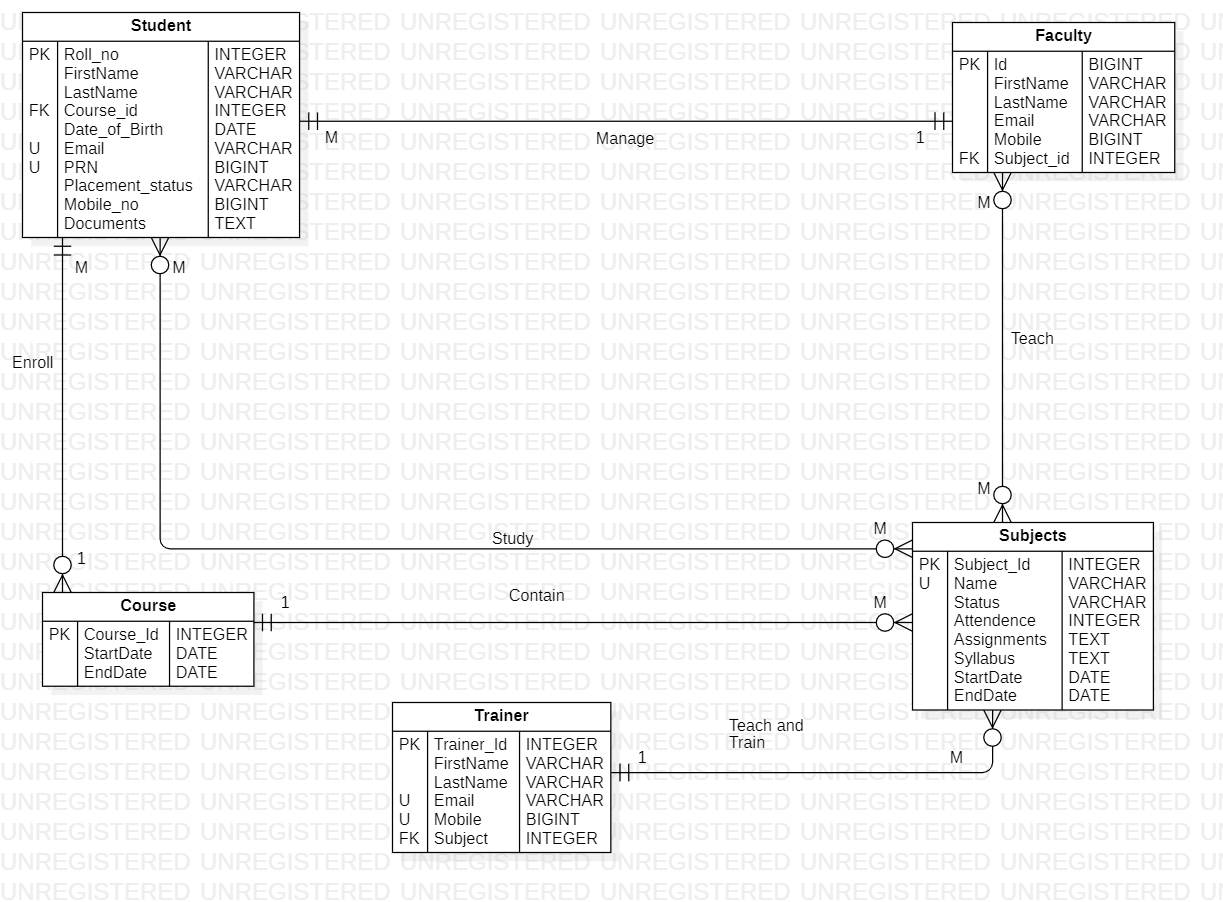 Student
PK Roll_no INTEGER
FirstName VARCHAR
LastName VARCHAR
FK Course_id INTEGER
Date_of_Birth DATE
U Email VARCHAR
U PRN BIGINT
Placement_status VARCHAR
Mobile_no BIGINT
Documents TEXT
Faculty
PK Id BIGINT
FirstName VARCHAR
LastName VARCHAR
Email VARCHAR
Mobile BIGINT
FK Subject_id INTEGER
M
Manage
1
M
M
M
Enroll
Teach
M
1
Study
M
Contain
1
M
Course
PK Course_Id INTEGER
StartDate DATE
EndDate DATE
Subjects
PK Subject_Id INTEGER
U Name VARCHAR
Status VARCHAR
Attendence INTEGER
Assignments TEXT
Syllabus TEXT
StartDate DATE
EndDate DATE
Trainer
PK Trainer_Id INTEGER
FirstName VARCHAR
LastName VARCHAR
U Email VARCHAR
U Mobile BIGINT
FK Subject INTEGER
Teach and
Train
1
M
UNREGISTERED